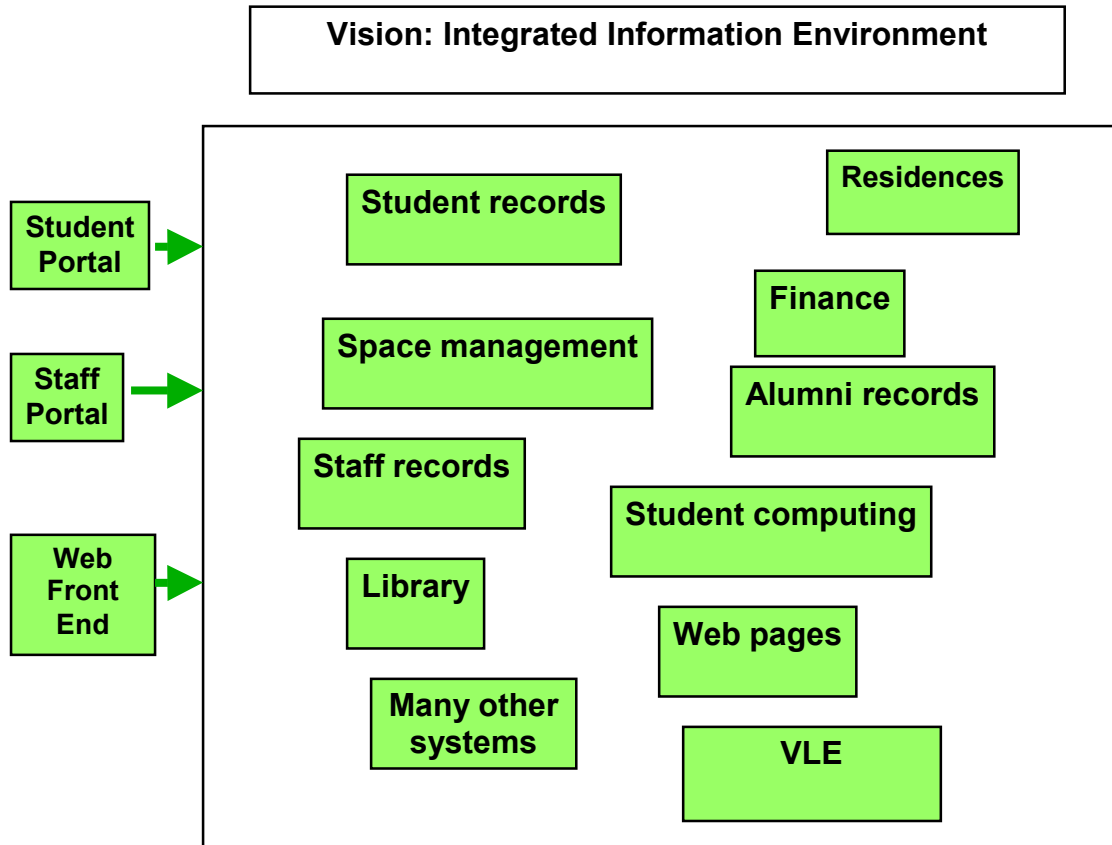 Vision: Integrated Information Environment
Student
Portal
Staff
Portal
Web
Front
End
Student records
Space management
Staff records
Library
Many other
systems
Residences
Finance
Alumni records
Student computing
Web pages
VLE